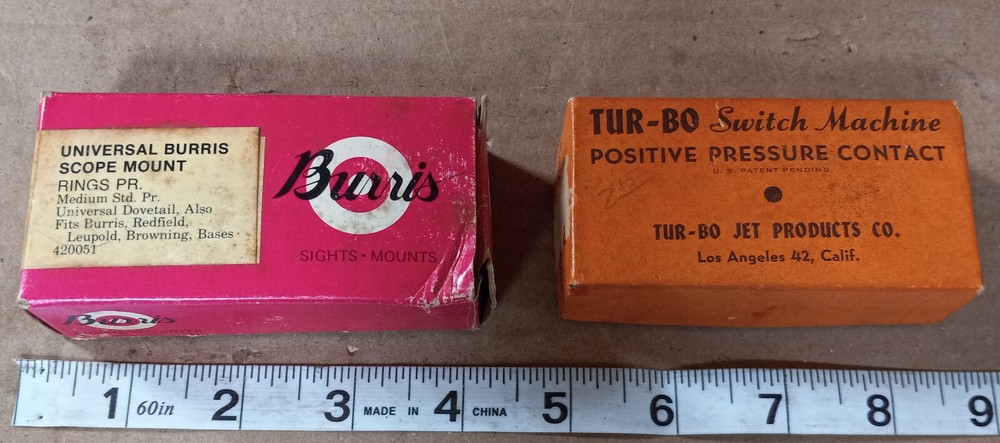 UNIVERSAL BURRIS
SCOPE MOUNT
RINGS PR.
Medium Std. Pr.
Universal Dovetail, Also
Fits Burris, Redfield,
Leupold, Browning, Bases
420051
Burris
SIGHTS • MOUNTS
Burris
TUR-BO Switch Machine
POSITIVE PRESSURE CONTACT
U. S. PATENT PENDING
TUR-BO JET PRODUCTS CO.
Los Angeles 42, Calif.
1 60in 2 3 MADE IN 4 CHINA 5 6 7 8 9